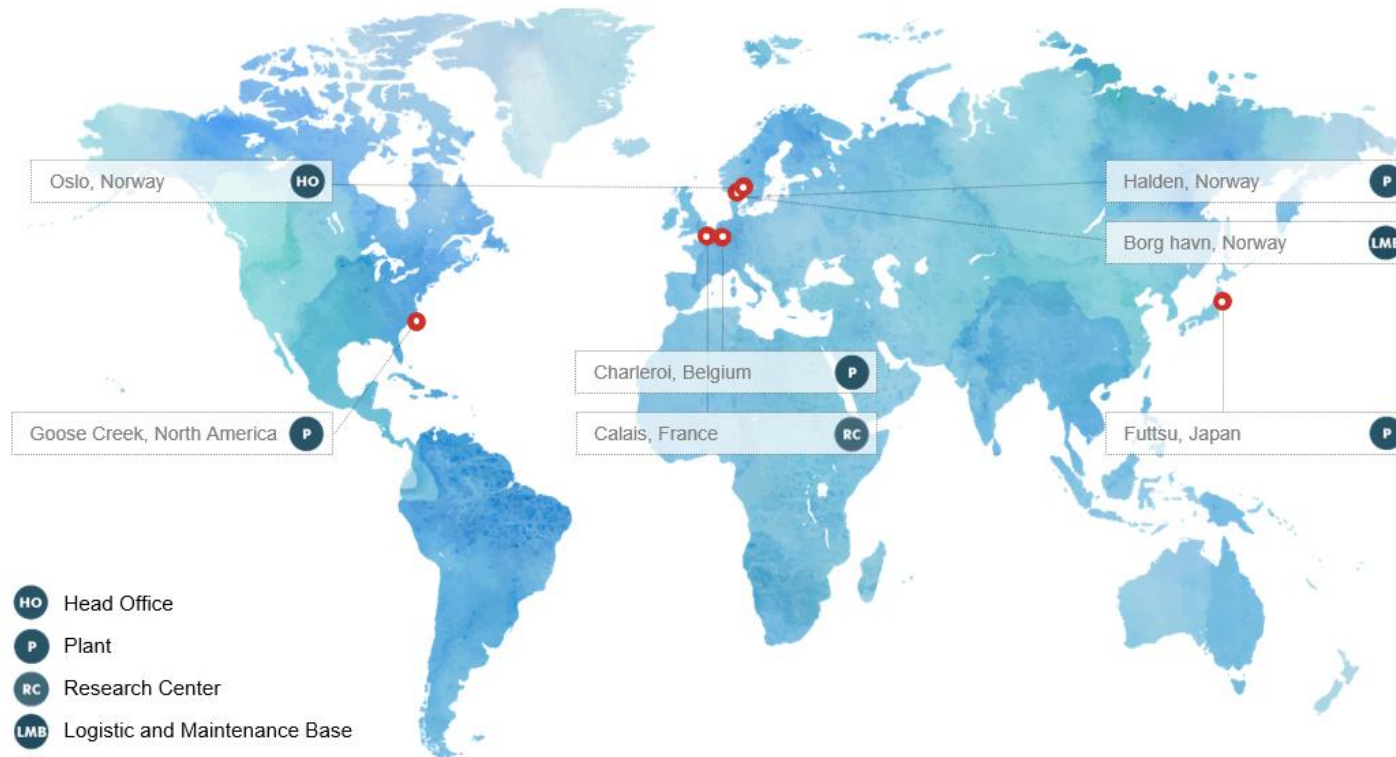 Oslo, Norway HO
Halden, Norway P
Borg havn, Norway LMB
Charleroi, Belgium P
Goose Creek, North America P
Calais, France RC
Futtsu, Japan P
HO Head Office
P Plant
RC Research Center
LMB Logistic and Maintenance Base